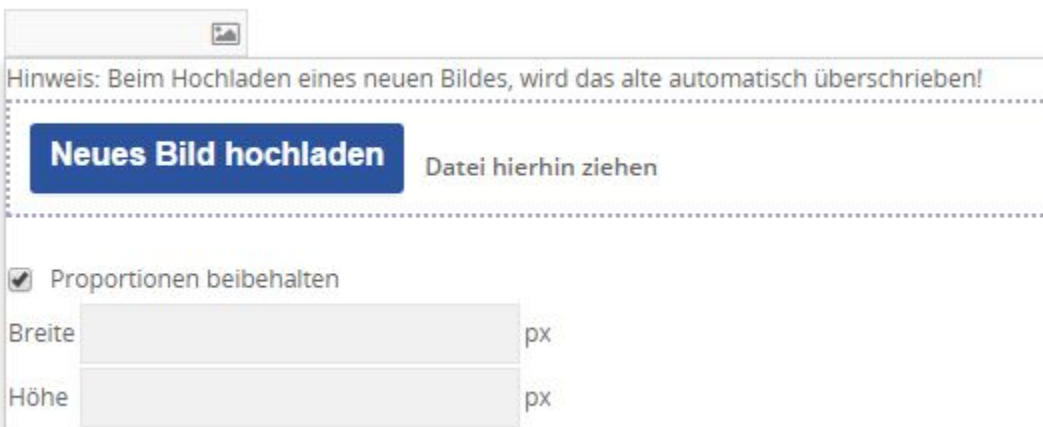 Hinweis: Beim Hochladen eines neuen Bildes, wird das alte automatisch überschrieben!
Neues Bild hochladen Datei hierhin ziehen
Proportionen beibehalten
Breite px
Höhe px